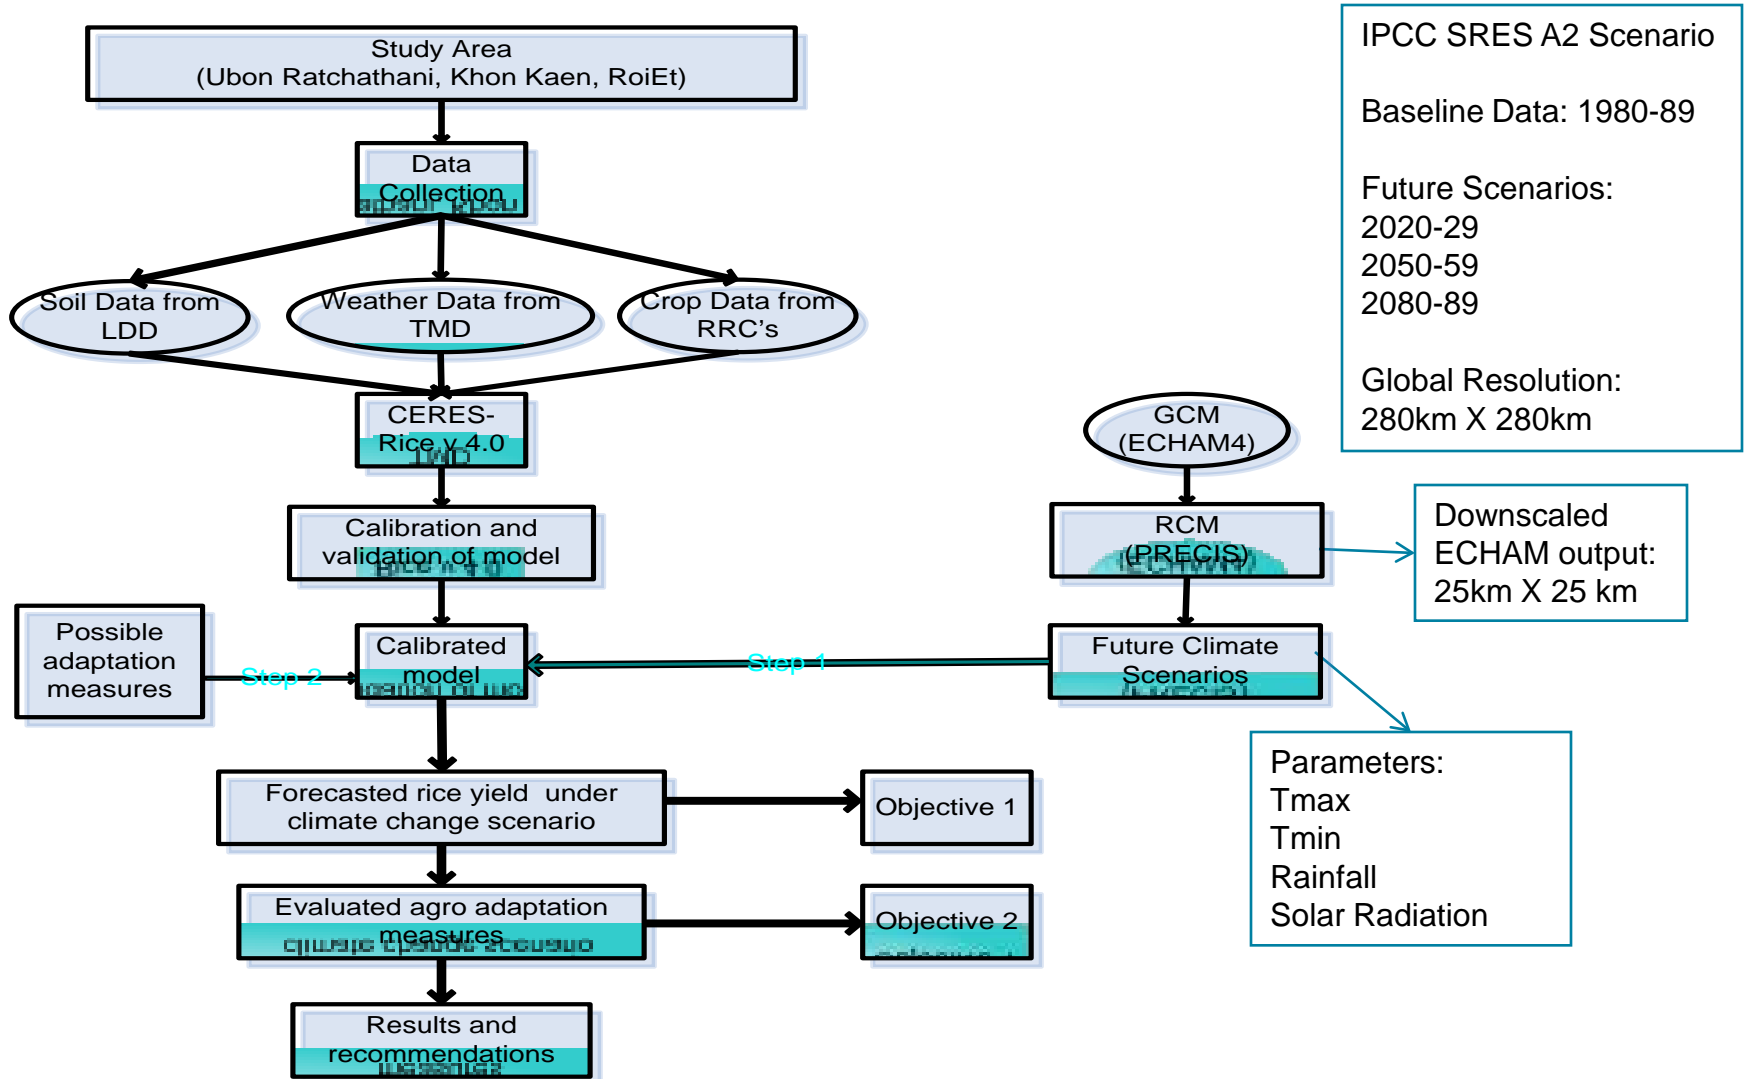 Study Area
(Ubon Ratchathani, Khon Kaen, RoiEt)
Data
Collection
Soil Data from
LDD
Weather Data from
TMD
Crop Data from
RRC's
CERES-
Rice v 4.0
Calibration and
validation of model
Possible
adaptation
measures
Step 2
Calibrated
model
Step 1
Forecasted rice yield under
climate change scenario
Objective 1
Evaluated agro adaptation
measures
Objective 2
Results and
recommendations
GCM
(ECHAM4)
RCM
(PRECIS)
Future Climate
Scenarios
IPCC SRES A2 Scenario
Baseline Data: 1980-89
Future Scenarios:
2020-29
2050-59
2080-89
Global Resolution:
280km X 280km
Downscaled
ECHAM output:
25km X 25 km
Parameters:
Tmax
Tmin
Rainfall
Solar Radiation